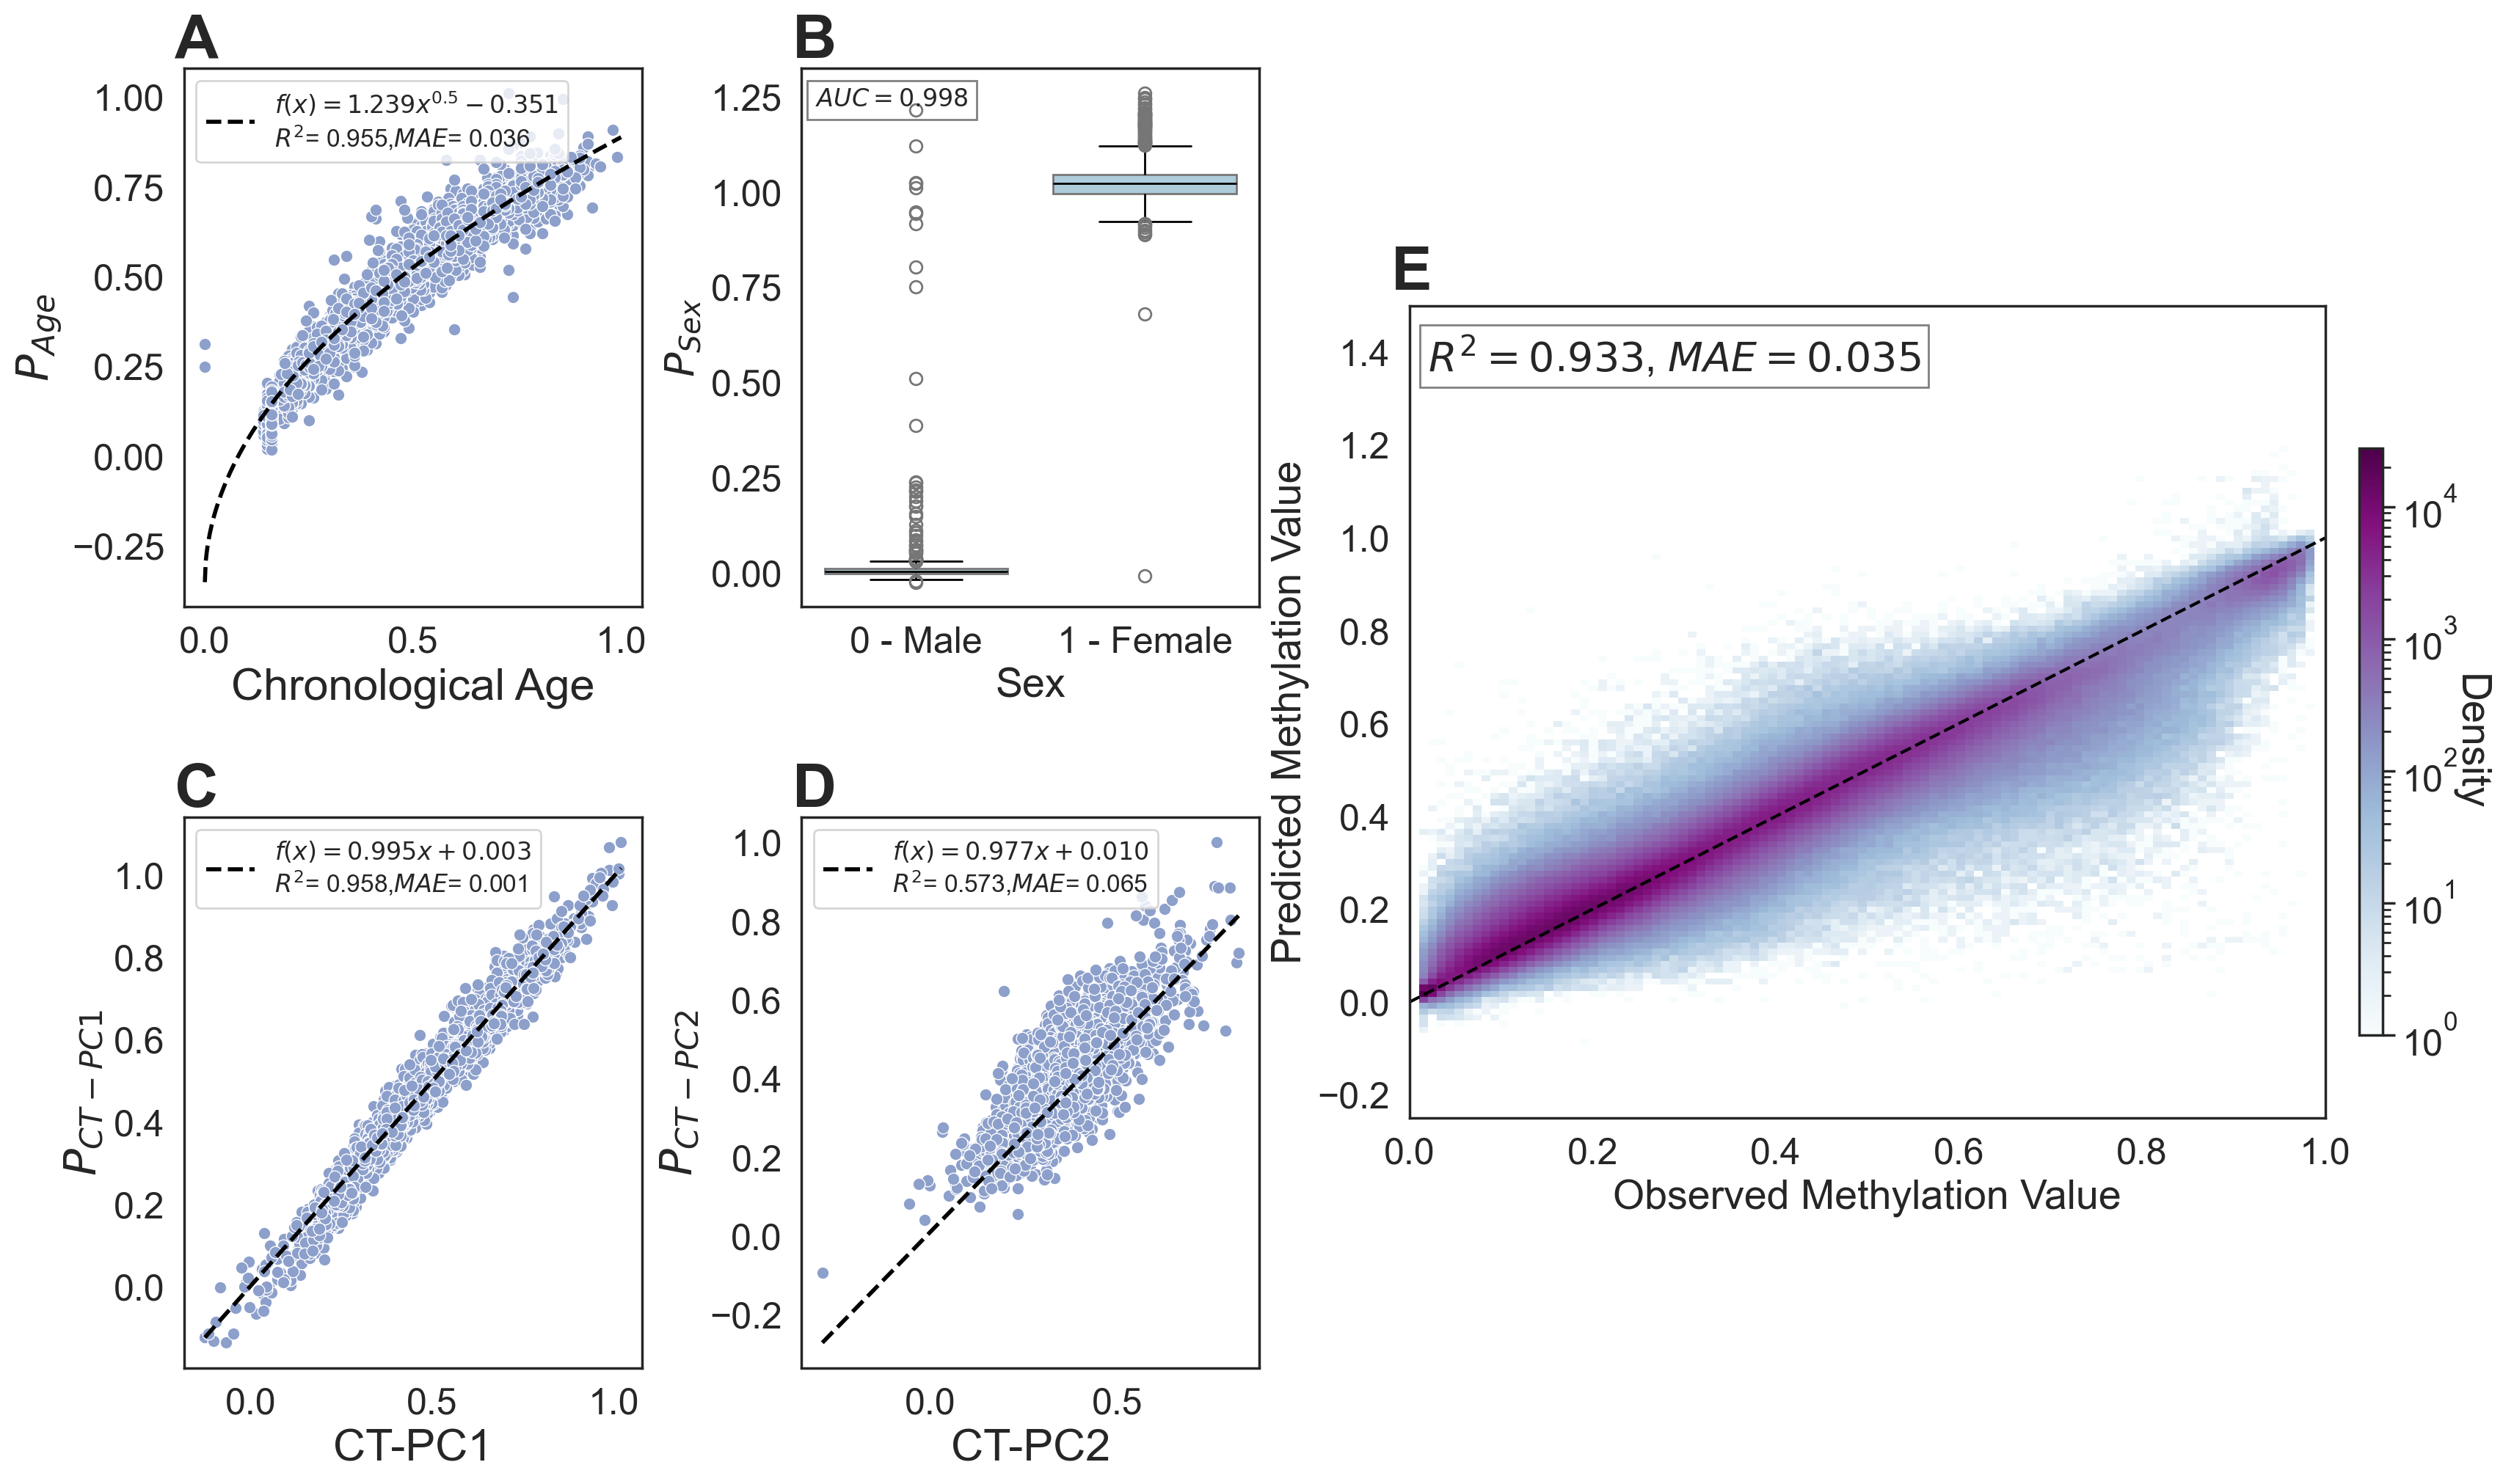 A
f(x) = 1.239x^0.5 − 0.351
R²= 0.955,MAE= 0.036
1.00
0.75
0.50
0.25
0.00
−0.25
P_Age
0.0 0.5 1.0
Chronological Age
B
AUC = 0.998
1.25
1.00
0.75
0.50
0.25
0.00
P_Sex
0 - Male 1 - Female
Sex
C
f(x) = 0.995x + 0.003
R²= 0.958,MAE= 0.001
1.0
0.8
0.6
0.4
0.2
0.0
P_CT − PC1
0.0 0.5 1.0
CT-PC1
D
f(x) = 0.977x + 0.010
R²= 0.573,MAE= 0.065
1.0
0.8
0.6
0.4
0.2
0.0
−0.2
P_CT − PC2
0.0 0.5
CT-PC2
E
R² = 0.933, MAE = 0.035
1.4
1.2
1.0
0.8
0.6
0.4
0.2
0.0
−0.2
Predicted Methylation Value
0.0 0.2 0.4 0.6 0.8 1.0
Observed Methylation Value
10⁴
10³
10²
10¹
10⁰
Density